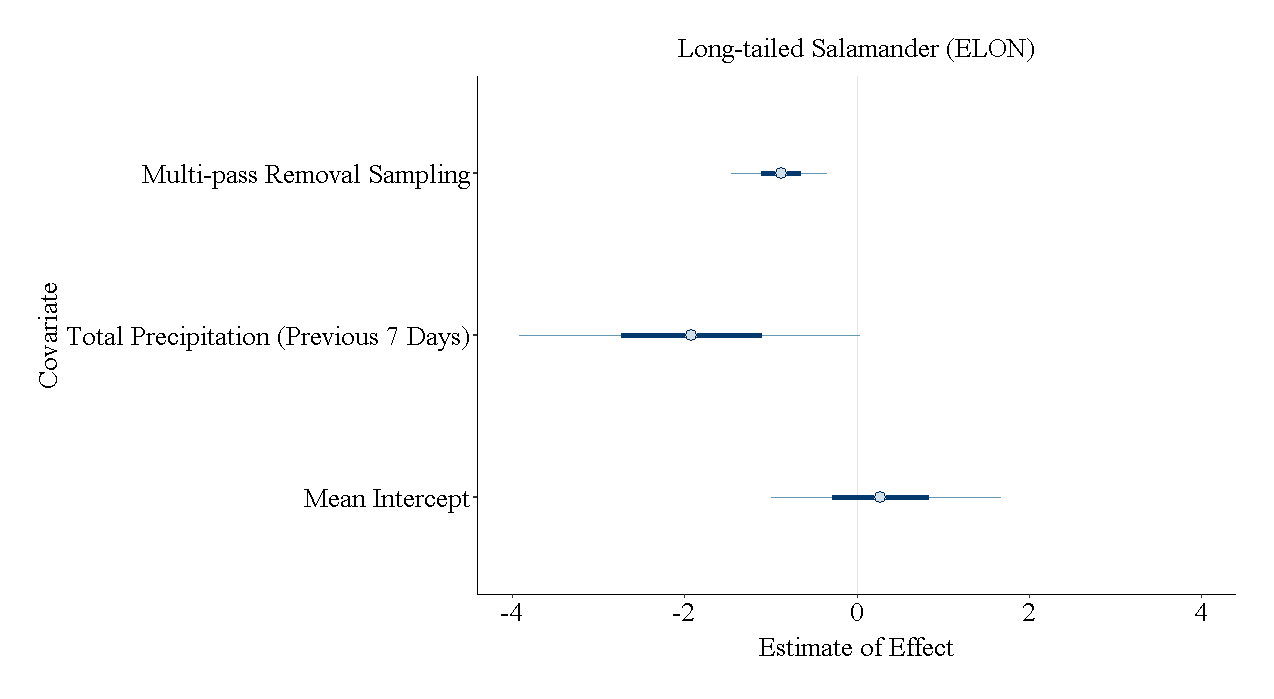 Long-tailed Salamander (ELON)
Multi-pass Removal Sampling
Total Precipitation (Previous 7 Days)
Mean Intercept
Covariate
-4 -2 0 2 4
Estimate of Effect